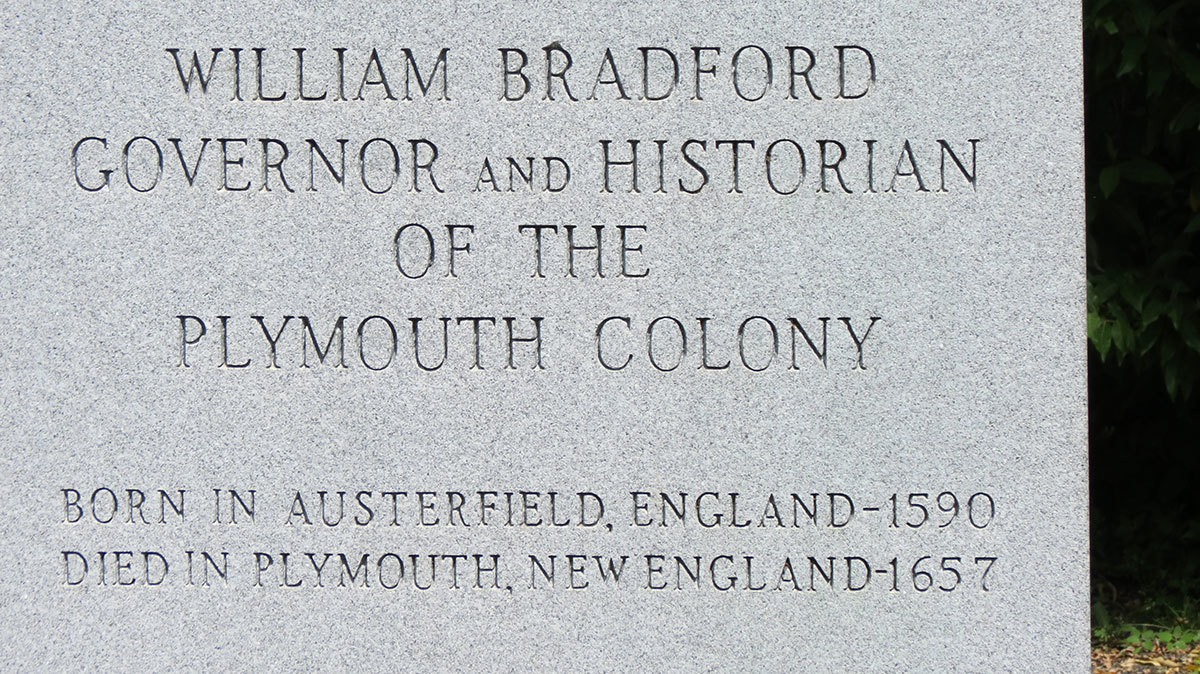 WILLIAM BRADFORD
GOVERNOR AND HISTORIAN
OF THE
PLYMOUTH COLONY
BORN IN AUSTERFIELD, ENGLAND-1590
DIED IN PLYMOUTH, NEW ENGLAND-1657